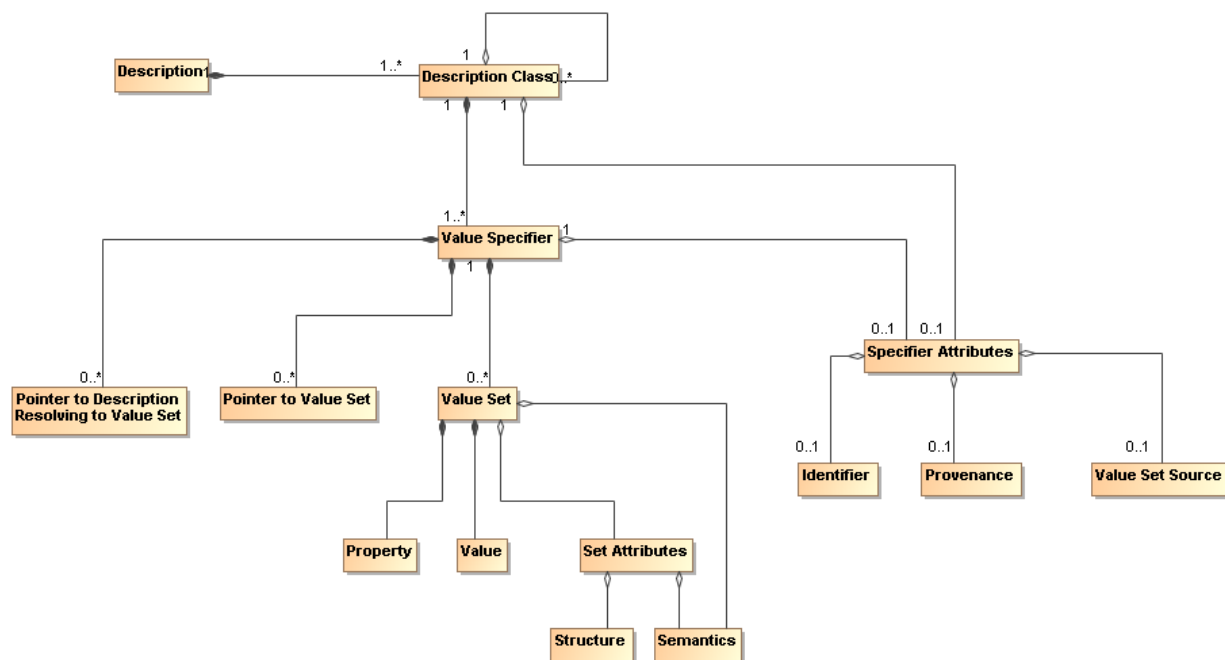 1
1..*
Description
1
Description Class
0..*
1
1
1..*
Value Specifier
1
1
0..1
0..1
Specifier Attributes
0..*
0..*
0..*
Pointer to Description
Resolving to Value Set
Pointer to Value Set
Value Set
0..1
0..1
0..1
Identifier
Provenance
Value Set Source
Property
Value
Set Attributes
Structure
Semantics